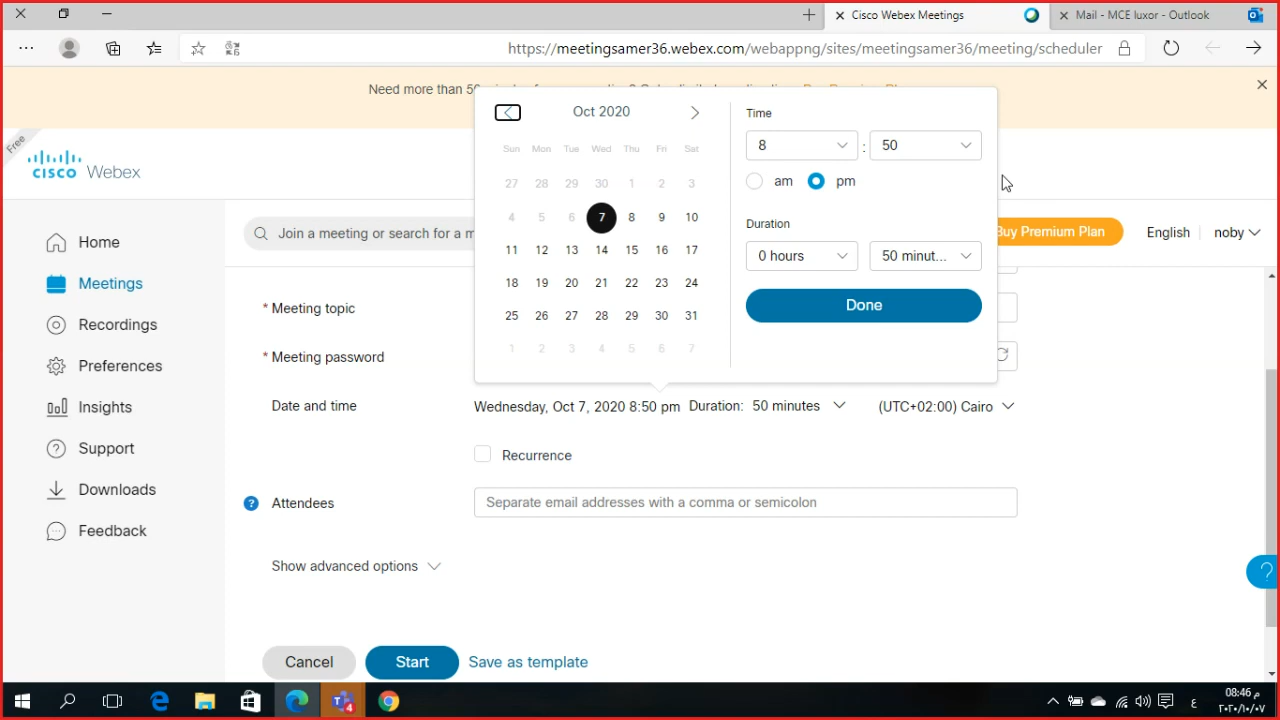 Cisco Webex Meetings
Mail - MCE luxor - Outlook
https://meetingsamer36.webex.com/webappng/sites/meetingsamer36/meeting/scheduler
Need more than 50
Free
cisco Webex
Home
Meetings
Recordings
Preferences
Insights
Support
Downloads
Feedback
Join a meeting or search for a m
Buy Premium Plan
English
noby
Oct 2020
Sun Mon Tue Wed Thu Fri Sat
27 28 29 30 1 2 3
4 5 6 7 8 9 10
11 12 13 14 15 16 17
18 19 20 21 22 23 24
25 26 27 28 29 30 31
1 2 3 4 5 6 7
Time
8 : 50
am pm
Duration
0 hours 50 minut...
Done
* Meeting topic
* Meeting password
Date and time
Wednesday, Oct 7, 2020 8:50 pm Duration: 50 minutes (UTC+02:00) Cairo
Recurrence
? Attendees
Separate email addresses with a comma or semicolon
Show advanced options
?
Cancel Start Save as template
4
ع
08:46 م
٢٠٢٠/١٠/٠٧